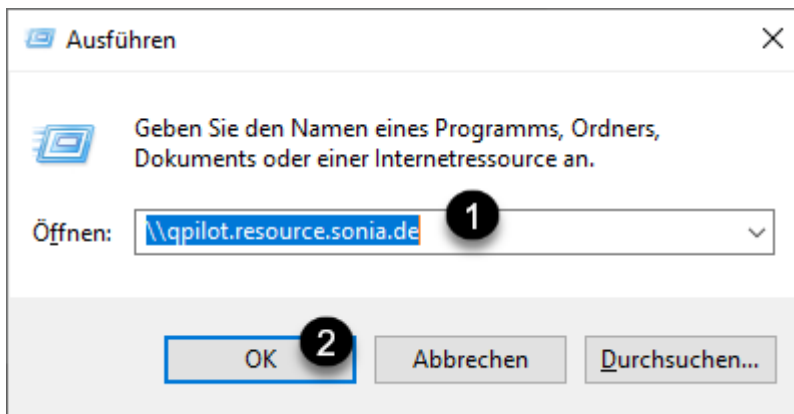 Ausführen
Geben Sie den Namen eines Programms, Ordners,
Dokuments oder einer Internetressource an.
Öffnen: \\qpilot.resource.sonia.de 1
2
OK Abbrechen Durchsuchen...